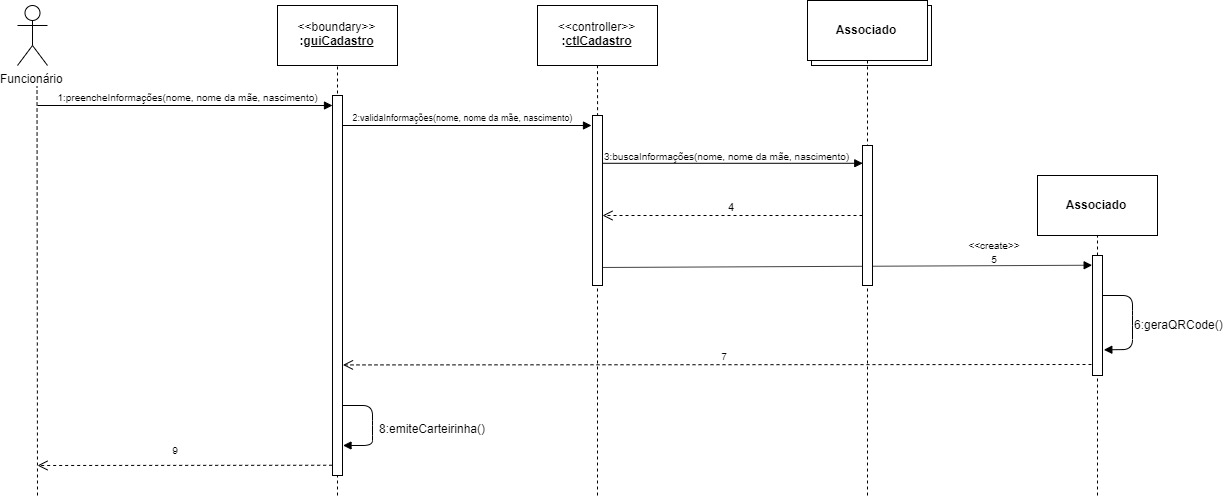 <<boundary>>
:guiCadastro
<<controller>>
:ctlCadastro
Associado
Funcionário
1:preencheInformações(nome, nome da mãe, nascimento)
2:validaInformações(nome, nome da mãe, nascimento)
3:buscaInformações(nome, nome da mãe, nascimento)
4
Associado
<<create>>
5
6:geraQRCode()
7
8:emiteCarteirinha()
9